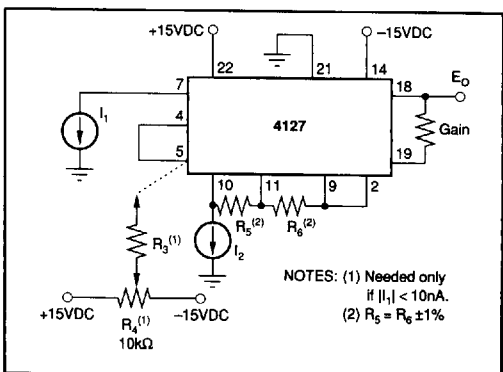 +15VDC
−15VDC
22
21
14
7
18
E_O
I_1
4
4127
Gain
5
19
10
11
9
2
R_5^(2)
R_6^(2)
R_3^(1)
I_2
NOTES: (1) Needed only
if |I_1| < 10nA.
(2) R_5 = R_6 ±1%
+15VDC
−15VDC
R_4^(1)
10kΩ